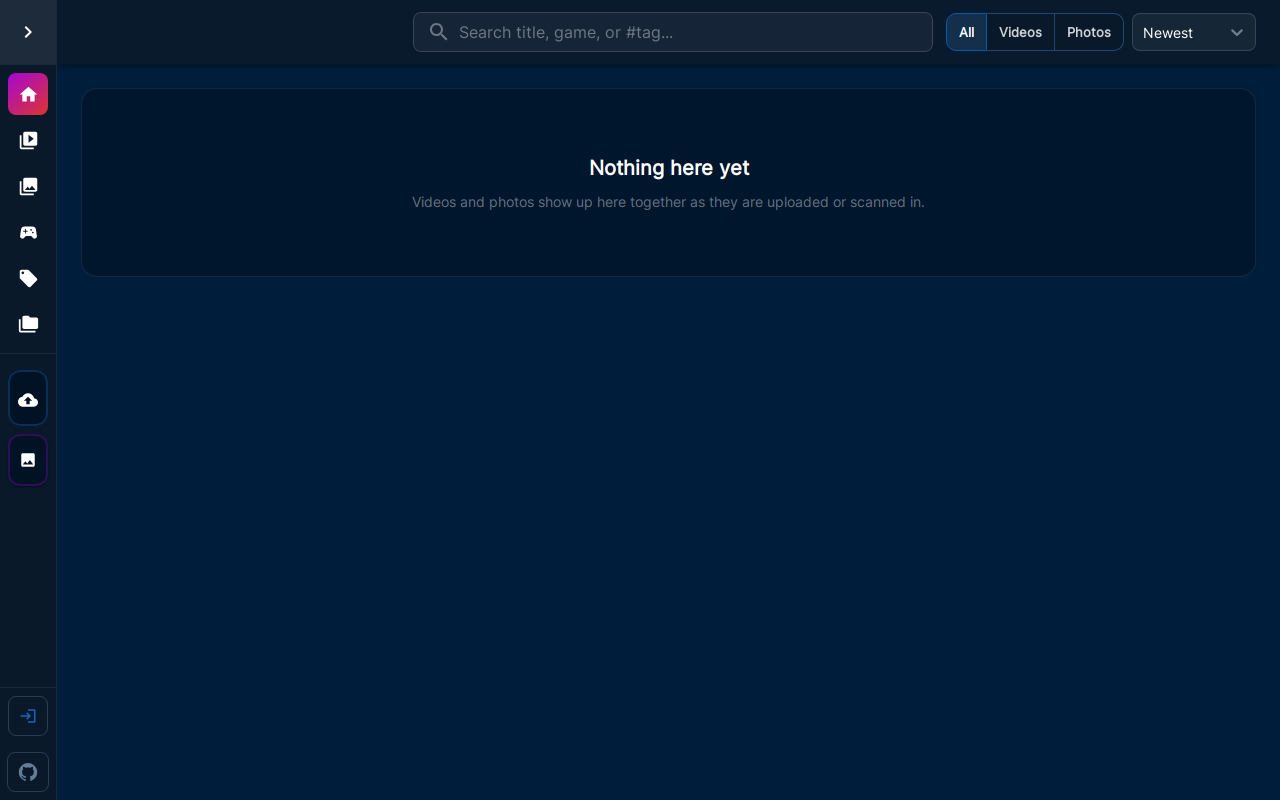 Search title, game, or #tag...
All
Videos
Photos
Newest
Nothing here yet
Videos and photos show up here together as they are uploaded or scanned in.